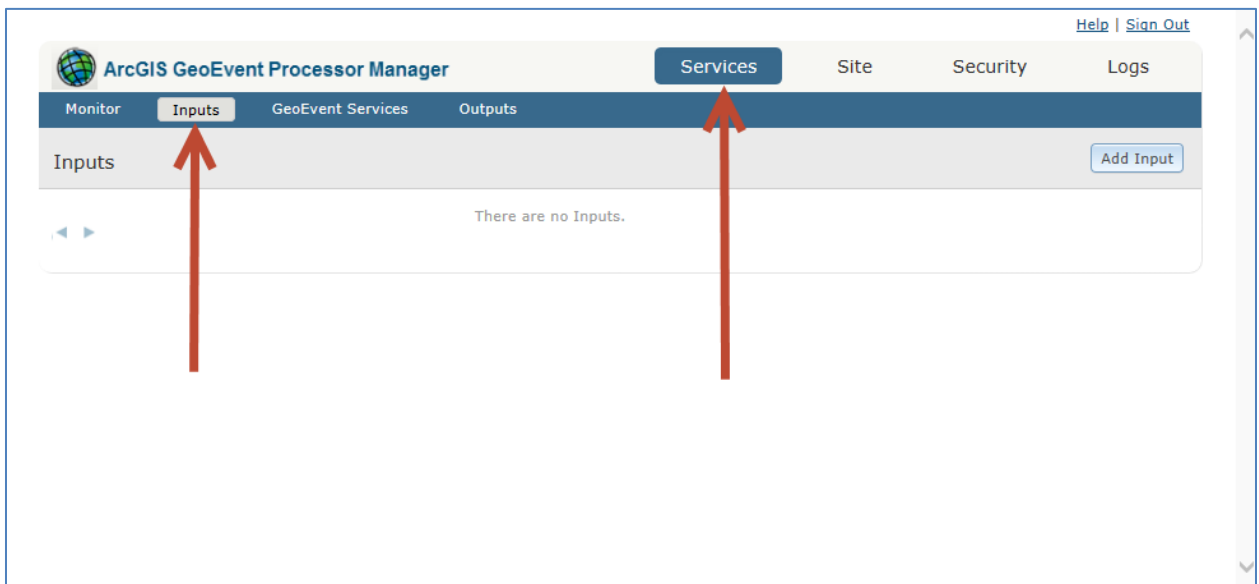 Help | Sign Out
ArcGIS GeoEvent Processor Manager
Services Site Security Logs
Monitor Inputs GeoEvent Services Outputs
Inputs
Add Input
There are no Inputs.